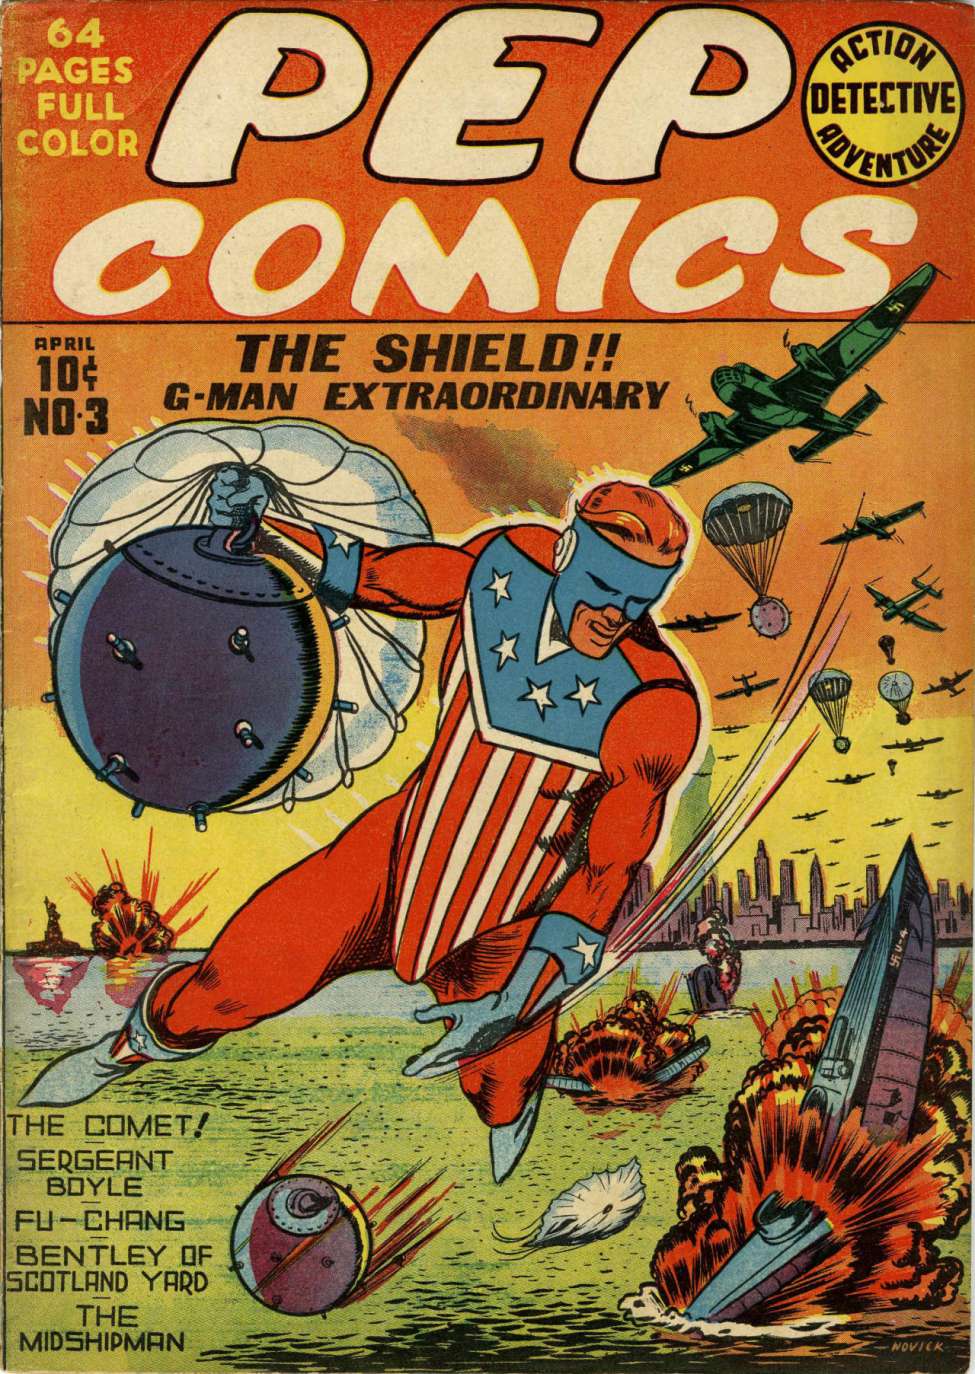 64
PAGES
FULL
COLOR
PEP
COMICS
ACTION
DETECTIVE
ADVENTURE
APRIL
10¢
NO·3
THE SHIELD!!
G-MAN EXTRAORDINARY
U-4
THE COMET!
SERGEANT
BOYLE
FU-CHANG
BENTLEY OF
SCOTLAND YARD
THE
MIDSHIPMAN
-NOVICK-